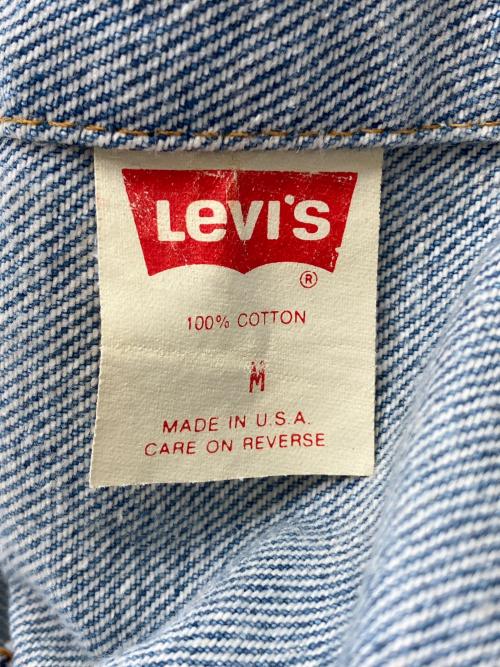 Levi's
®
100% COTTON
M
MADE IN U.S.A.
CARE ON REVERSE